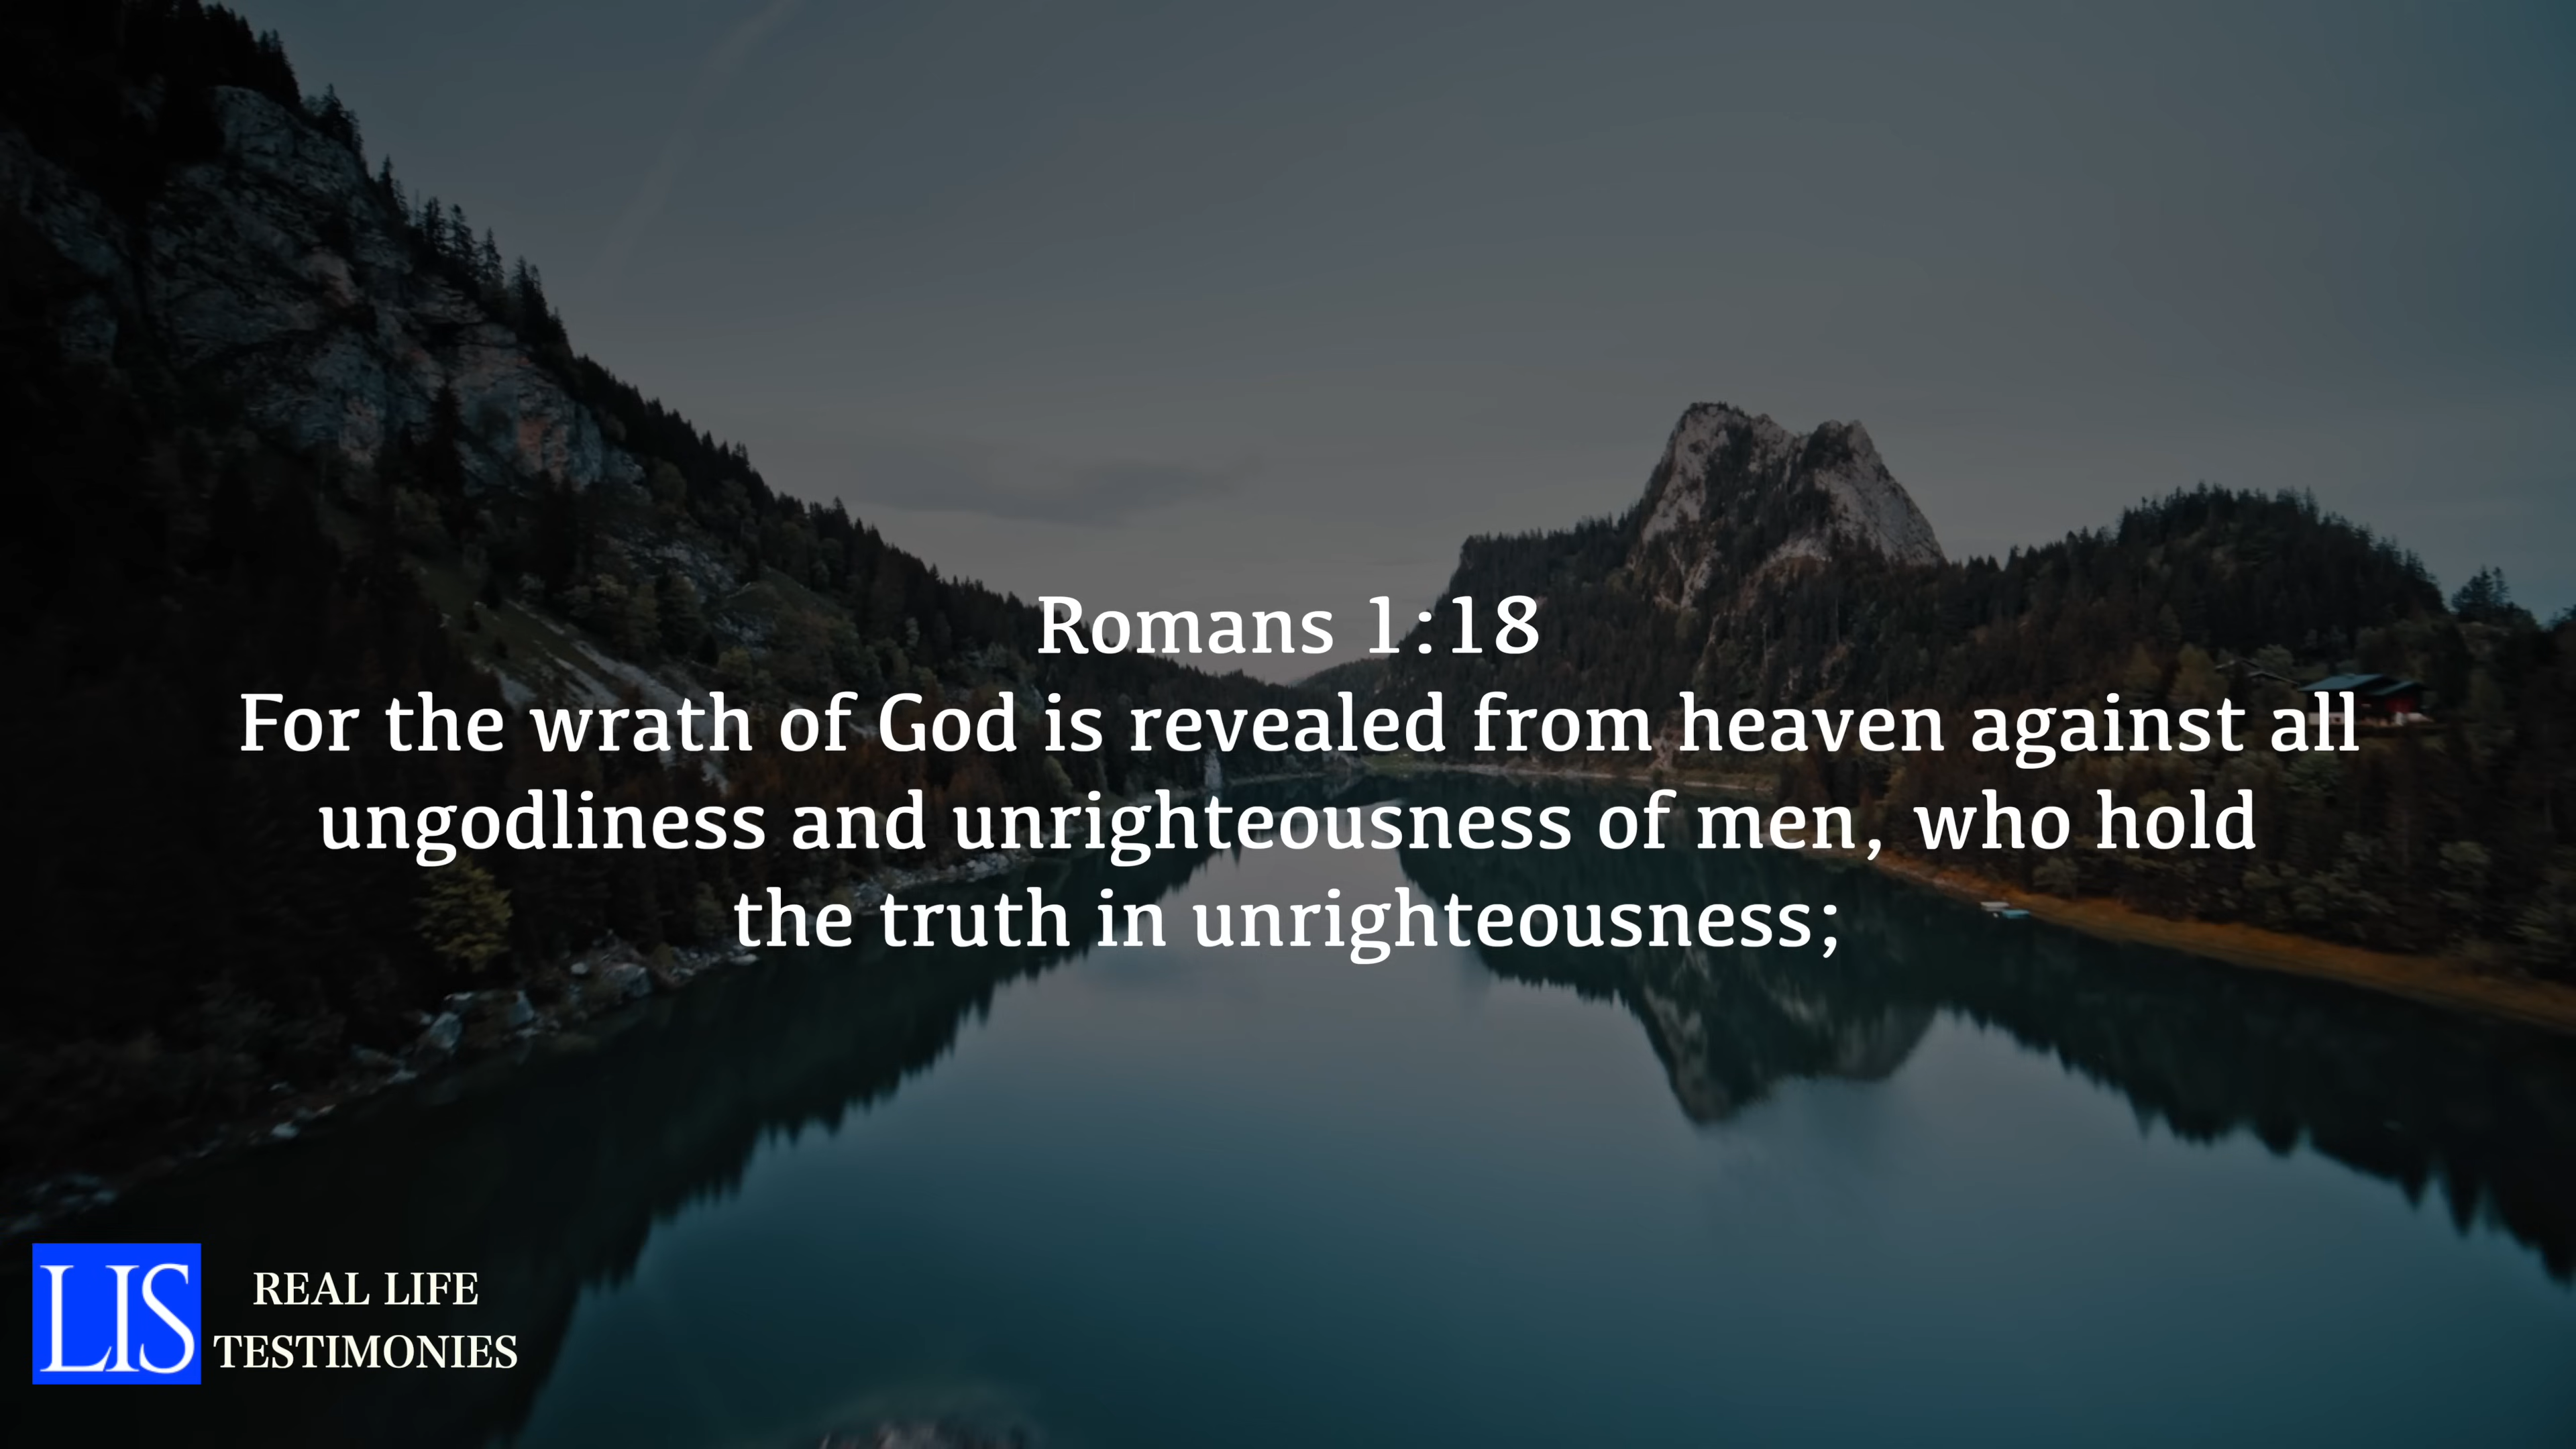 Romans 1:18
For the wrath of God is revealed from heaven against all
ungodliness and unrighteousness of men, who hold
the truth in unrighteousness;
LIS
REAL LIFE
TESTIMONIES